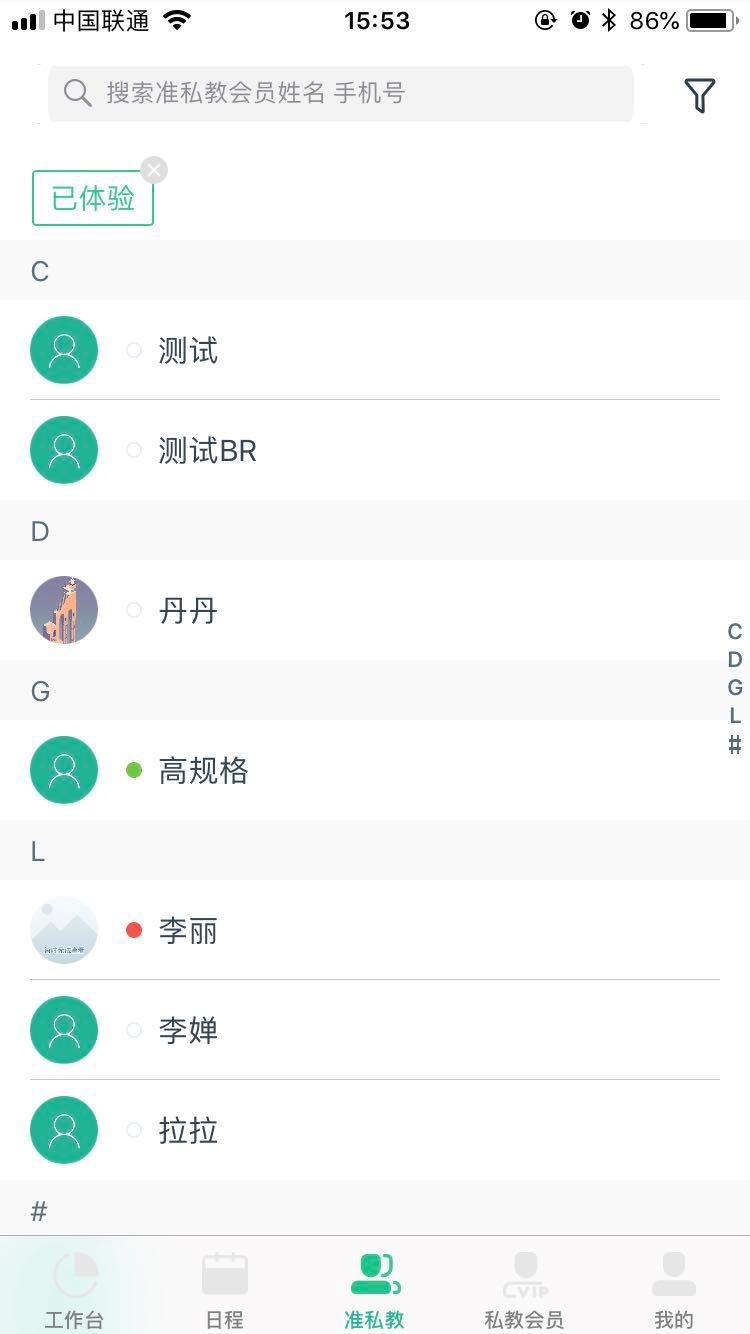 中国联通 15:53 86%
搜索准私教会员姓名 手机号
已体验
C
测试
测试BR
D
丹丹
G
高规格
L
李丽
李婵
拉拉
#
C
D
G
L
#
VIP
工作台 日程 准私教 私教会员 我的